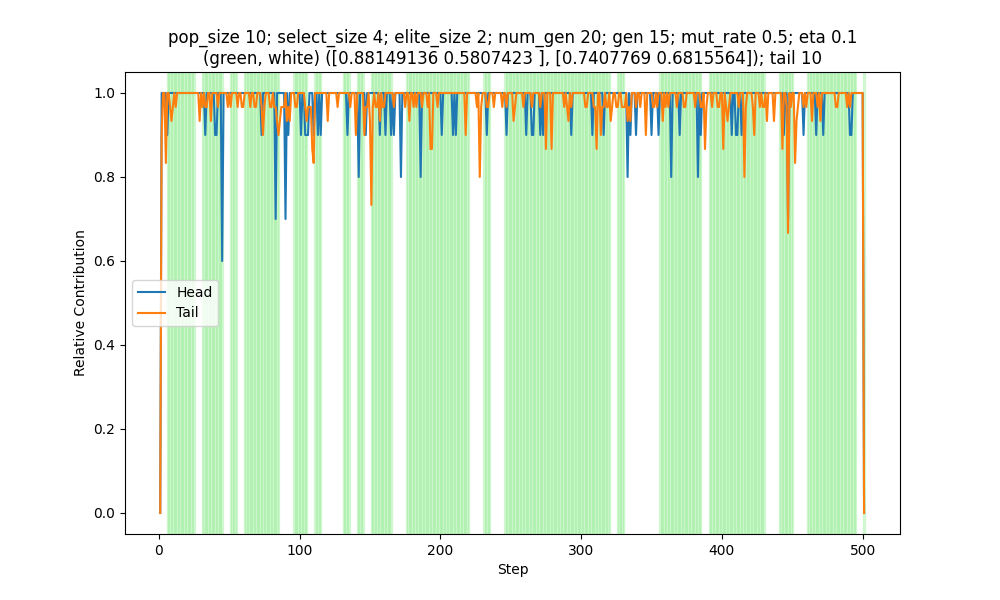 pop_size 10; select_size 4; elite_size 2; num_gen 20; gen 15; mut_rate 0.5; eta 0.1
(green, white) ([0.88149136 0.5807423 ], [0.7407769 0.6815564]); tail 10
1.0
0.8
0.6
0.4
0.2
0.0
Relative Contribution
Head
Tail
0
100
200
300
400
500
Step